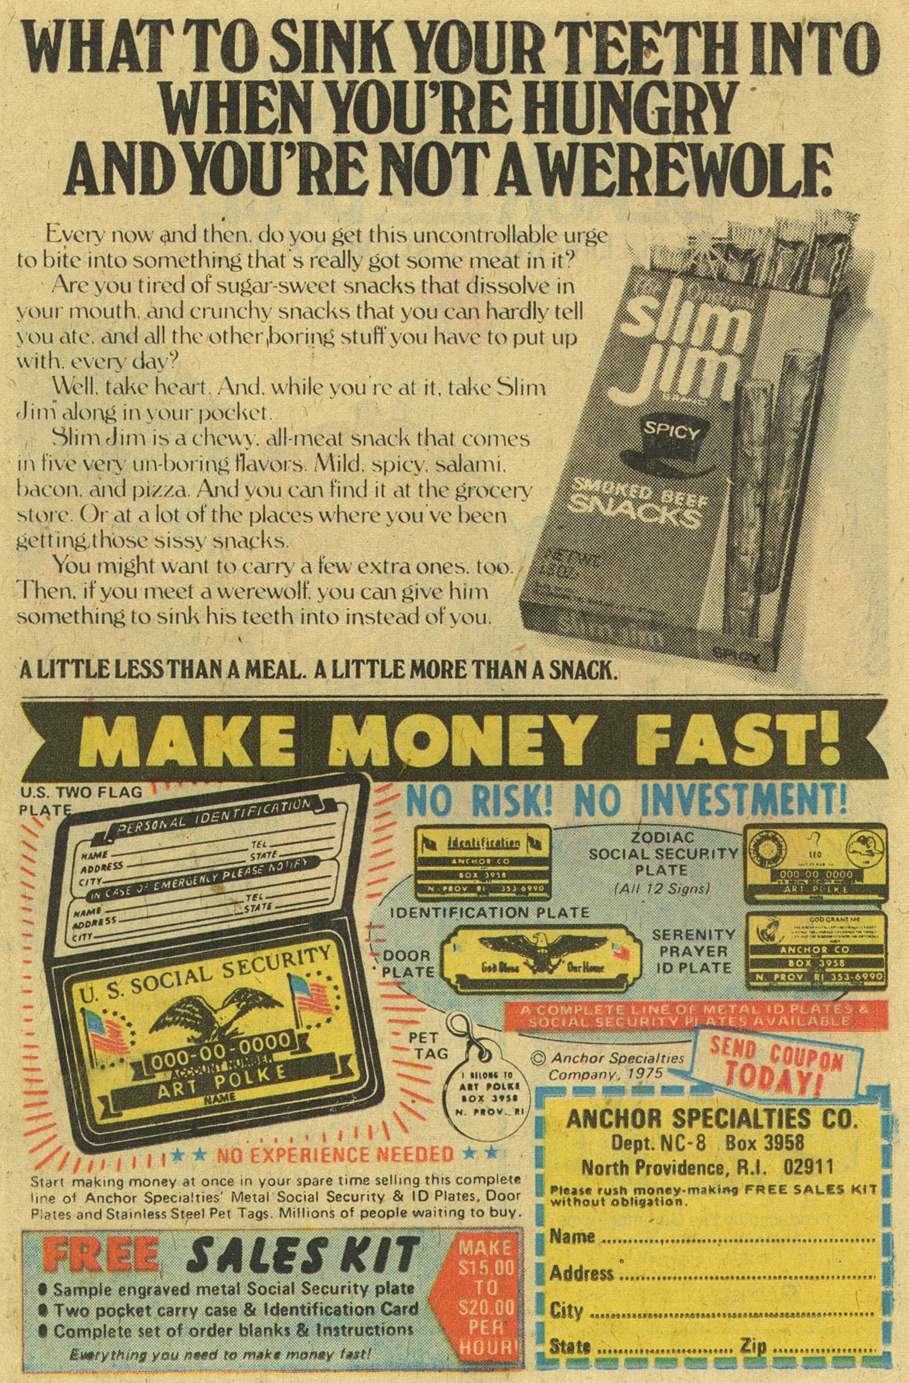 WHAT TO SINK YOUR TEETH INTO
WHEN YOU'RE HUNGRY
AND YOU'RE NOT A WEREWOLF.
Every now and then, do you get this uncontrollable urge
to bite into something that's really got some meat in it?
Are you tired of sugar-sweet snacks that dissolve in
your mouth, and crunchy snacks that you can hardly tell
you ate, and all the other boring stuff you have to put up
with, every day?
Well, take heart. And, while you're at it, take Slim
Jim along in your pocket.
Slim Jim is a chewy, all-meat snack that comes
in five very un-boring flavors. Mild, spicy, salami,
bacon, and pizza. And you can find it at the grocery
store. Or at a lot of the places where you've been
getting those sissy snacks.
You might want to carry a few extra ones, too.
Then, if you meet a werewolf, you can give him
something to sink his teeth into instead of you.
The Original
slim
jim
BRAND
SPICY
SMOKED BEEF
SNACKS
NET WT.
slim jim
SPICY
A LITTLE LESS THAN A MEAL. A LITTLE MORE THAN A SNACK.
MAKE MONEY FAST!
NO RISK! NO INVESTMENT!
U.S. TWO FLAG
PLATE
PERSONAL IDENTIFICATION
NAME
TEL
ADDRESS
STATE
CITY
IN CASE OF EMERGENCY PLEASE NOTIFY
NAME
TEL
ADDRESS
STATE
CITY
U. S. SOCIAL SECURITY
000-00-0000
ACCOUNT NUMBER
ART POLKE
NAME
Identification
ANCHOR CO
BOX 3958
N. PROV RI 353-6990
IDENTIFICATION PLATE
ZODIAC
SOCIAL SECURITY
PLATE
(All 12 Signs)
LEO
000-00 0000
ART POLKE
DOOR
PLATE
God Bless Our Home
SERENITY
PRAYER
ID PLATE
GOD GRANT ME
ANCHOR CO
BOX 3958
N. PROV RI 353-6990
A COMPLETE LINE OF METAL ID PLATES &
SOCIAL SECURITY PLATES AVAILABLE
PET
TAG
I BELONG TO
ART POLKE
BOX 3958
N. PROV. RI
© Anchor Specialties
Company, 1975
SEND COUPON
TODAY!
★ ★ NO EXPERIENCE NEEDED ★ ★
Start making money at once in your spare time selling this complete
line of Anchor Specialties' Metal Social Security & ID Plates, Door
Plates and Stainless Steel Pet Tags. Millions of people waiting to buy.
FREE SALES KIT
● Sample engraved metal Social Security plate
● Two pocket carry case & Identification Card
● Complete set of order blanks & Instructions
Everything you need to make money fast!
MAKE
$15.00
TO
$20.00
PER
HOUR!
ANCHOR SPECIALTIES CO.
Dept. NC-8 Box 3958
North Providence, R.I. 02911
Please rush money-making FREE SALES KIT
without obligation.
Name
Address
City
State Zip